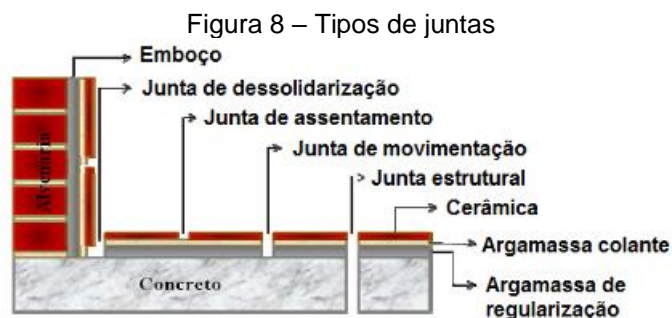 Figura 8 – Tipos de juntas
Emboço
Junta de dessolidarização
Junta de assentamento
Junta de movimentação
Junta estrutural
Cerâmica
Argamassa colante
Argamassa de
regularização
Alvenaria
Concreto